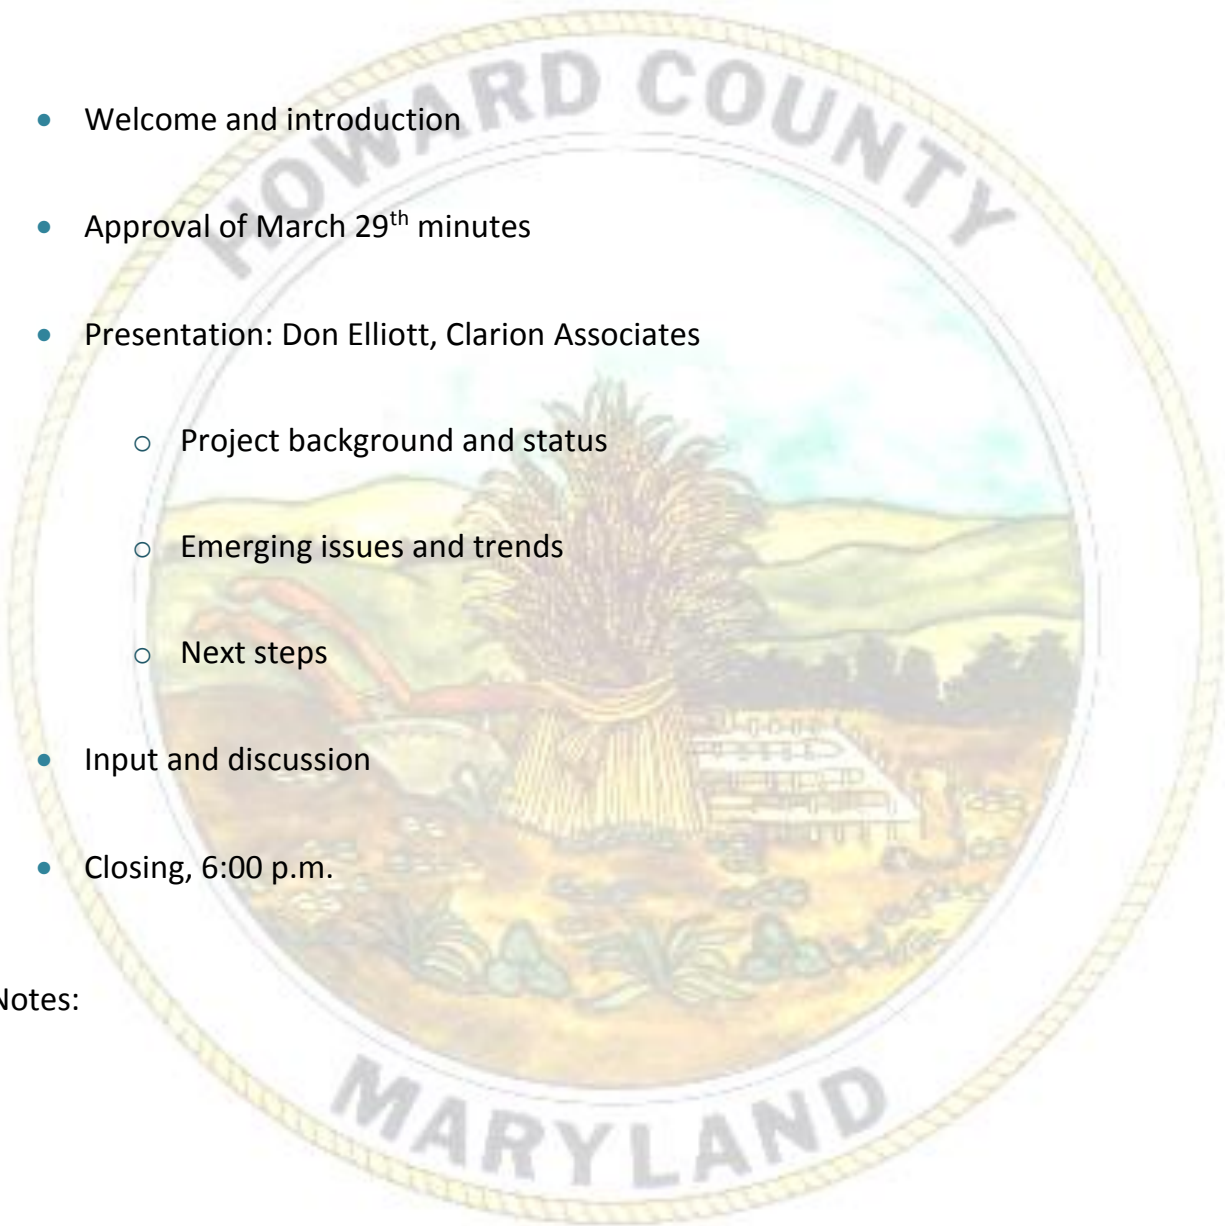 HOWARD COUNTY
• Welcome and introduction
• Approval of March 29th minutes
• Presentation: Don Elliott, Clarion Associates
o Project background and status
o Emerging issues and trends
o Next steps
• Input and discussion
• Closing, 6:00 p.m.
Notes:
MARYLAND